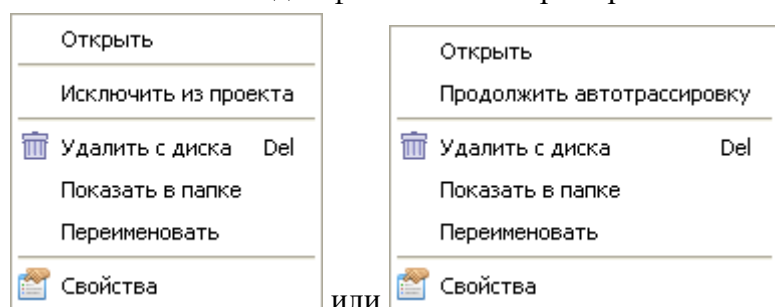 Открыть
Исключить из проекта
Удалить с диска Del
Показать в папке
Переименовать
Свойства
или
Открыть
Продолжить автотрассировку
Удалить с диска Del
Показать в папке
Переименовать
Свойства